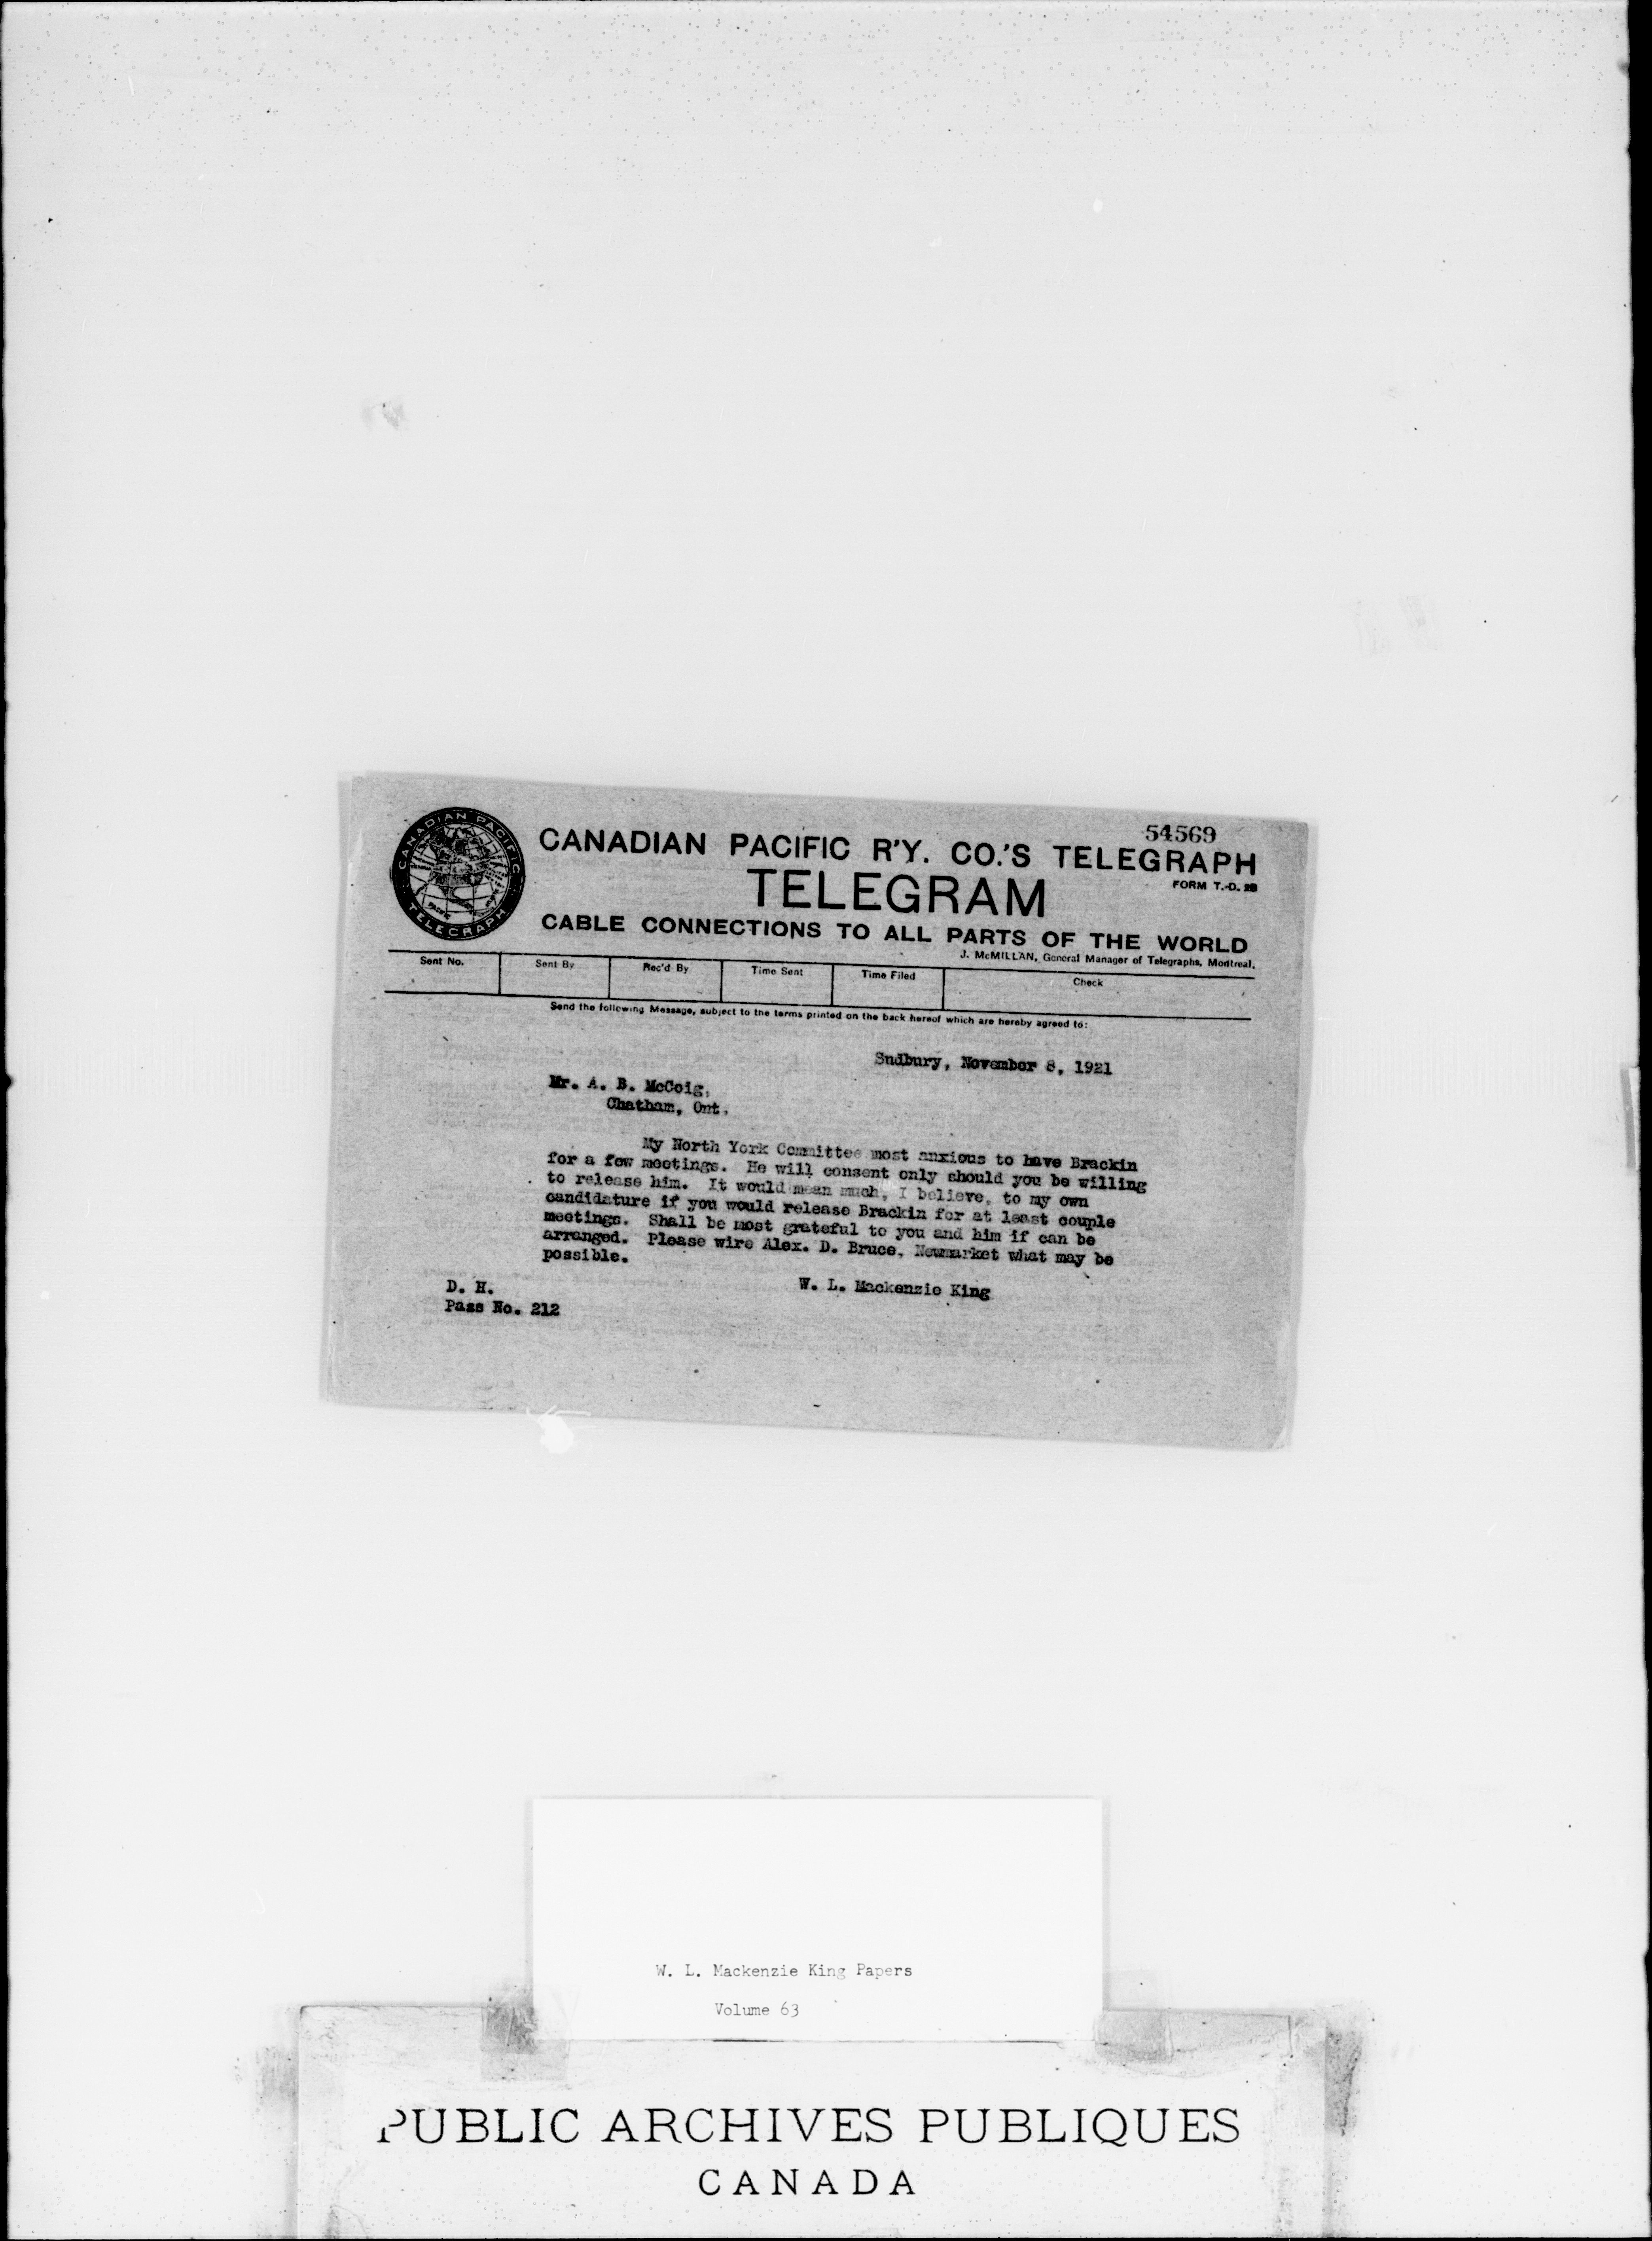 54569
CANADIAN PACIFIC R'Y. CO.'S TELEGRAPH
FORM T.-D. 2B
TELEGRAM
CABLE CONNECTIONS TO ALL PARTS OF THE WORLD
J. McMILLAN, General Manager of Telegraphs, Montreal.
CANADIAN PACIFIC
TELEGRAPH
Sent No. Sent By Rec'd By Time Sent Time Filed Check
Send the following Message, subject to the terms printed on the back hereof which are hereby agreed to:
Sudbury, November 8, 1921
Mr. A. B. McCoig,
Chatham, Ont.
My North York Committee most anxious to have Brackin
for a few meetings. He will consent only should you be willing
to release him. It would mean much, I believe, to my own
candidature if you would release Brackin for at least couple
meetings. Shall be most grateful to you and him if can be
arranged. Please wire Alex. D. Bruce, Newmarket what may be
possible.
W. L. Mackenzie King
D. H.
Pass No. 212
W. L. Mackenzie King Papers
Volume 63
PUBLIC ARCHIVES PUBLIQUES
CANADA